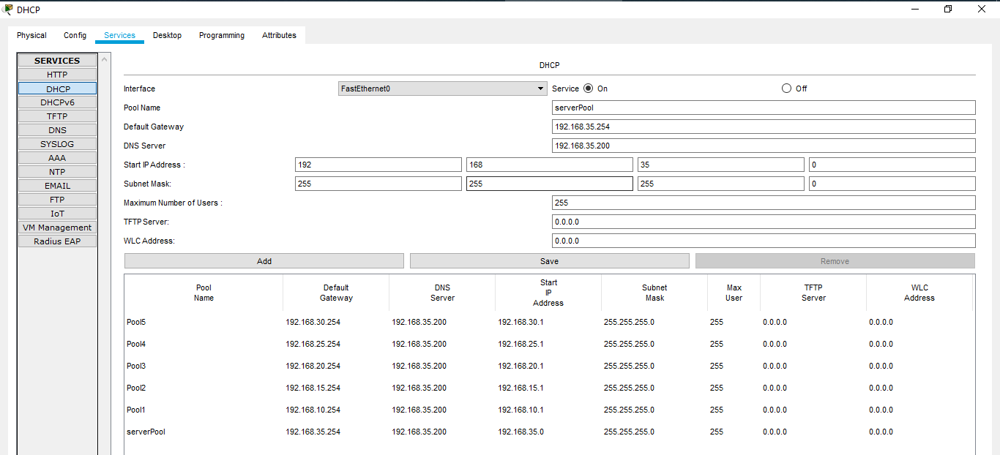 DHCP
Physical Config Services Desktop Programming Attributes
SERVICES
HTTP
DHCP
DHCPv6
TFTP
DNS
SYSLOG
AAA
NTP
EMAIL
FTP
IoT
VM Management
Radius EAP
DHCP
Interface FastEthernet0 Service On Off
Pool Name serverPool
Default Gateway 192.168.35.254
DNS Server 192.168.35.200
Start IP Address : 192 168 35 0
Subnet Mask: 255 255 255 0
Maximum Number of Users : 255
TFTP Server: 0.0.0.0
WLC Address: 0.0.0.0
Add Save Remove
Pool Name Default Gateway DNS Server Start IP Address Subnet Mask Max User TFTP Server WLC Address
Pool5 192.168.30.254 192.168.35.200 192.168.30.1 255.255.255.0 255 0.0.0.0 0.0.0.0
Pool4 192.168.25.254 192.168.35.200 192.168.25.1 255.255.255.0 255 0.0.0.0 0.0.0.0
Pool3 192.168.20.254 192.168.35.200 192.168.20.1 255.255.255.0 255 0.0.0.0 0.0.0.0
Pool2 192.168.15.254 192.168.35.200 192.168.15.1 255.255.255.0 255 0.0.0.0 0.0.0.0
Pool1 192.168.10.254 192.168.35.200 192.168.10.1 255.255.255.0 255 0.0.0.0 0.0.0.0
serverPool 192.168.35.254 192.168.35.200 192.168.35.0 255.255.255.0 255 0.0.0.0 0.0.0.0